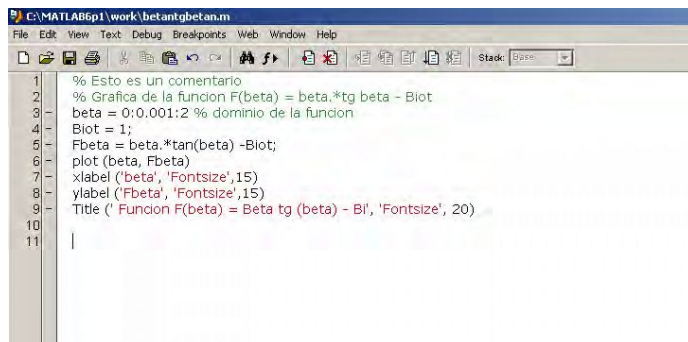 C:\MATLAB6p1\work\betantgbetan.m
File Edit View Text Debug Breakpoints Web Window Help
Stack: Base
1 % Esto es un comentario
2 % Grafica de la funcion F(beta) = beta.*tg beta - Biot
3 - beta = 0:0.001:2 % dominio de la funcion
4 - Biot = 1;
5 - Fbeta = beta.*tan(beta) -Biot;
6 - plot (beta, Fbeta)
7 - xlabel ('beta', 'Fontsize',15)
8 - ylabel ('Fbeta', 'Fontsize',15)
9 - Title (' Funcion F(beta) = Beta tg (beta) - Bi', 'Fontsize', 20)
10
11